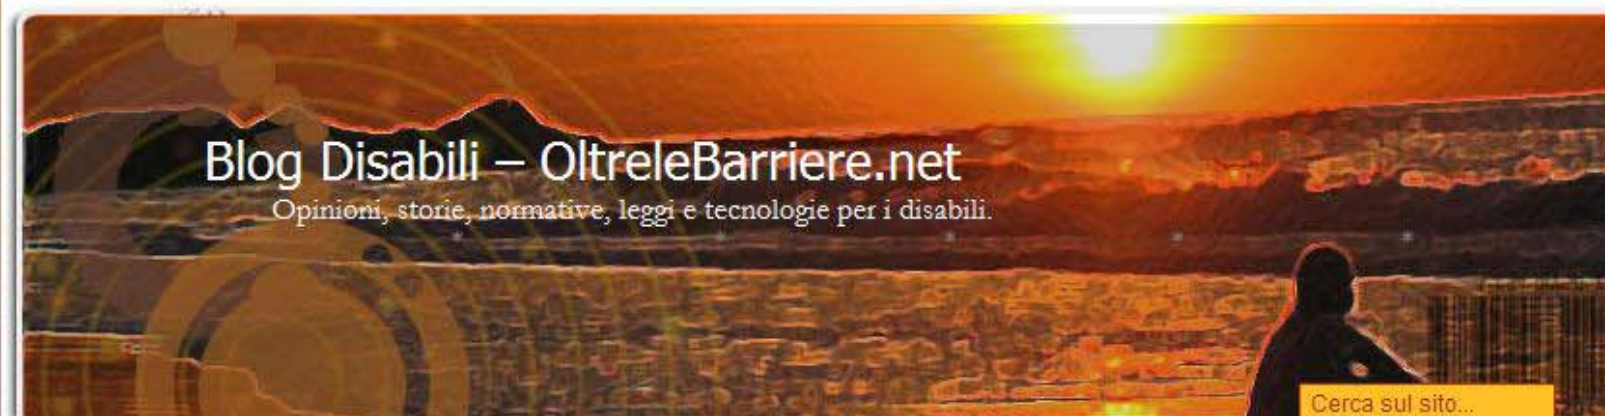 Blog Disabili – OltreleBarriere.net
Opinioni, storie, normative, leggi e tecnologie per i disabili.
Cerca sul sito...